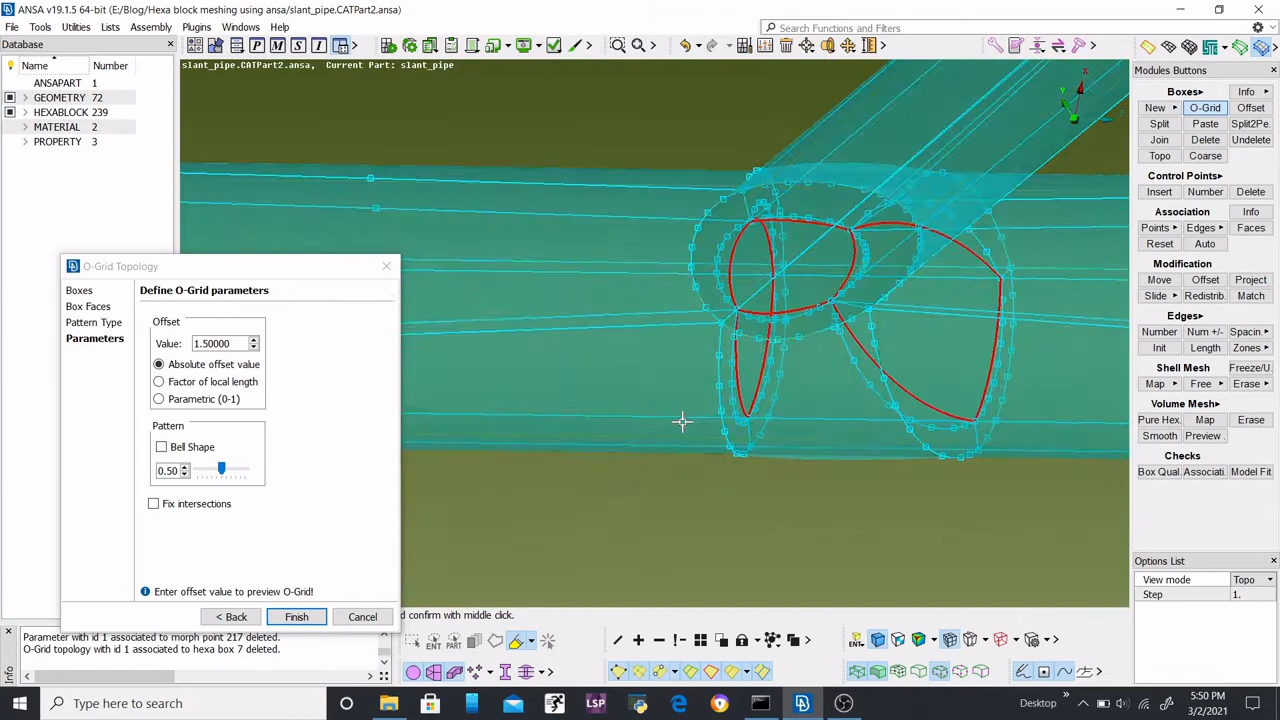 ANSA v19.1.5 64-bit (E:/Blog/Hexa block meshing using ansa/slant_pipe.CATPart2.ansa)
File Tools Utilities Lists Assembly Plugins Windows Help
Search Functions and Filters
Database
Name Number
ANSAPART 1
GEOMETRY 72
HEXABLOCK 239
MATERIAL 2
PROPERTY 3
P M S I
slant_pipe.CATPart2.ansa, Current Part: slant_pipe
X
Y
O-Grid Topology
Boxes
Box Faces
Pattern Type
Parameters
Define O-Grid parameters
Offset
Value: 1.50000
Absolute offset value
Factor of local length
Parametric (0-1)
Pattern
Bell Shape
0.50
Fix intersections
Enter offset value to preview O-Grid!
< Back Finish Cancel
d confirm with middle click.
Info
Parameter with id 1 associated to morph point 217 deleted.
O-Grid topology with id 1 associated to hexa box 7 deleted.
ENT PART
ENT
Modules Buttons
Boxes> Info
New O-Grid Offset
Split Paste Split2Pe.
Join Delete Undelete
Topo Coarse
Control Points>
Insert Number Delete
Association> Info
Points Edges Faces
Reset Auto
Modification
Move Offset Project
Slide Redistrib. Match
Edges>
Number Num +/- Spacin.
Init Length Zones
Shell Mesh Freeze/U.
Map Free Erase
Volume Mesh>
Pure Hex. Map Erase
Smooth Preview .
Checks
Box Qual. Associati. Model Fit
Options List
View mode Topo
Step 1.
Type here to search
LSP
Desktop
5:50 PM
3/2/2021